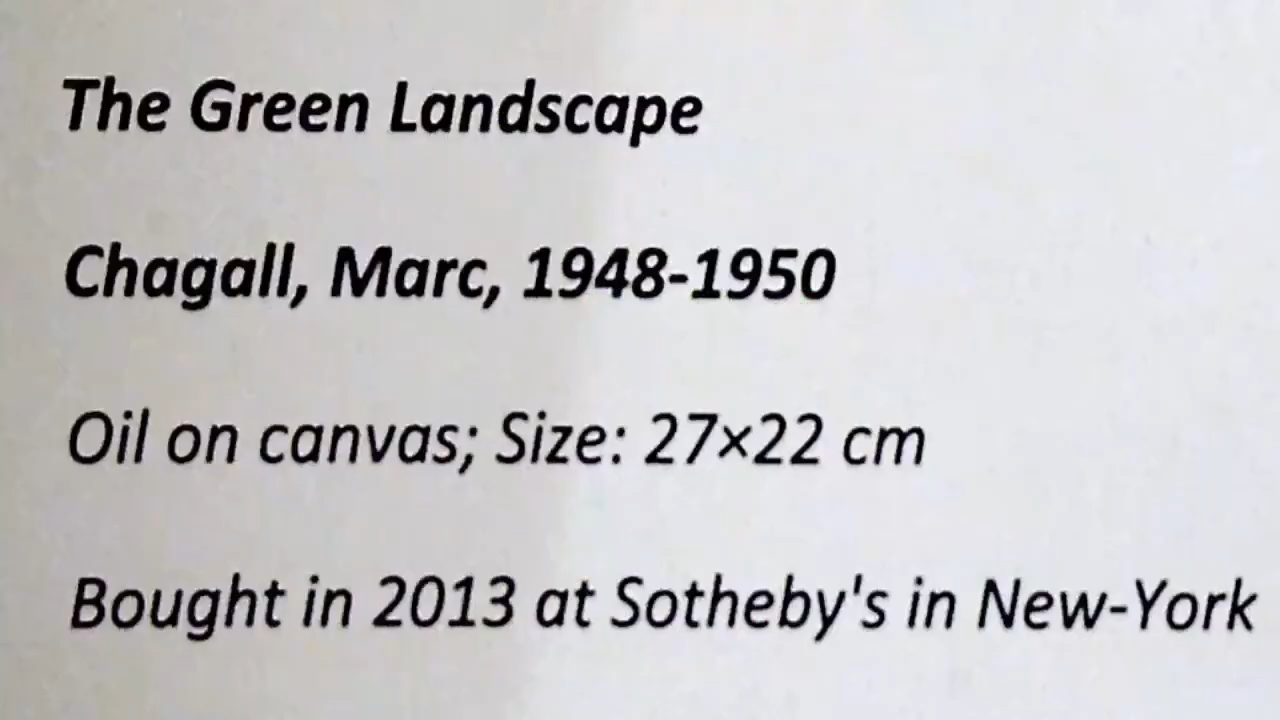 The Green Landscape
Chagall, Marc, 1948-1950
Oil on canvas; Size: 27×22 cm
Bought in 2013 at Sotheby's in New-York